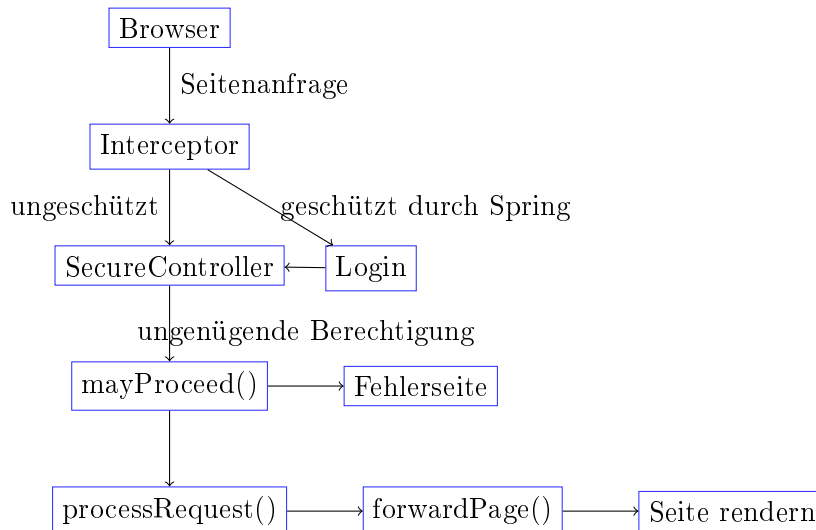 Browser
Seitenanfrage
Interceptor
ungeschützt
geschützt durch Spring
SecureController
Login
ungenügende Berechtigung
mayProceed()
Fehlerseite
processRequest()
forwardPage()
Seite rendern